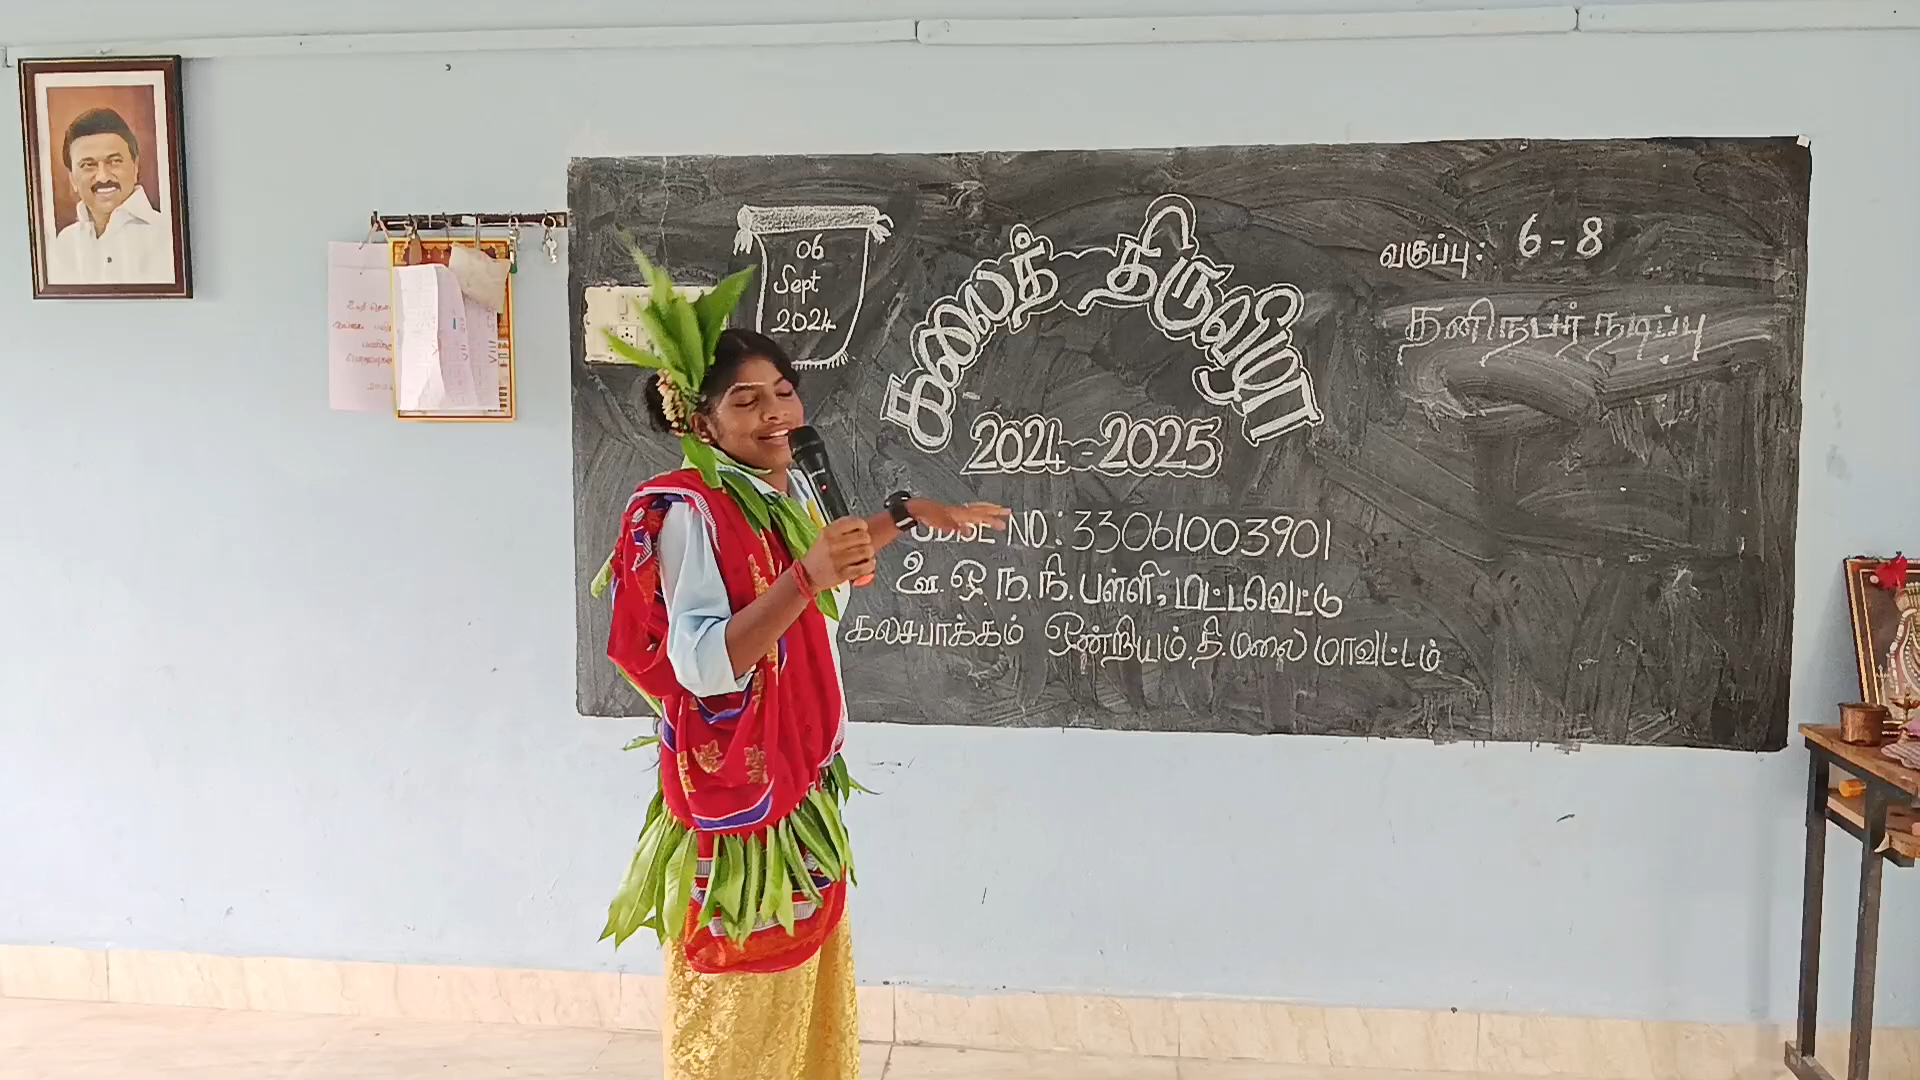 06
Sept
2024
கலைத் திருவிழா
2024-2025
வகுப்பு: 6-8
தனிநபர் நடிப்பு
UDISE NO: 33061003901
ஊ.ஒ.ந.நி.பள்ளி, மட்டவெட்டு
கலசபாக்கம் ஒன்றியம்.தி.மலை மாவட்டம்